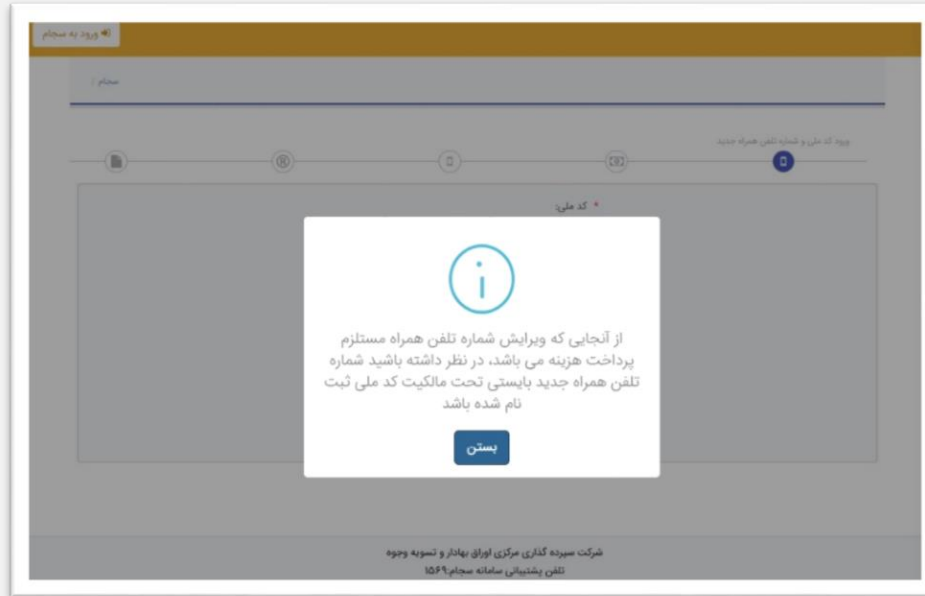 ورود به سجام
سجام /
ورود کد ملی و شماره تلفن همراه جدید
* کد ملی:
از آنجایی که ویرایش شماره تلفن همراه مستلزم
پرداخت هزینه می باشد، در نظر داشته باشید شماره
تلفن همراه جدید بایستی تحت مالکیت کد ملی ثبت
نام شده باشد
بستن
شرکت سپرده گذاری مرکزی اوراق بهادار و تسویه وجوه
تلفن پشتیبانی سامانه سجام:۱۵۶۹